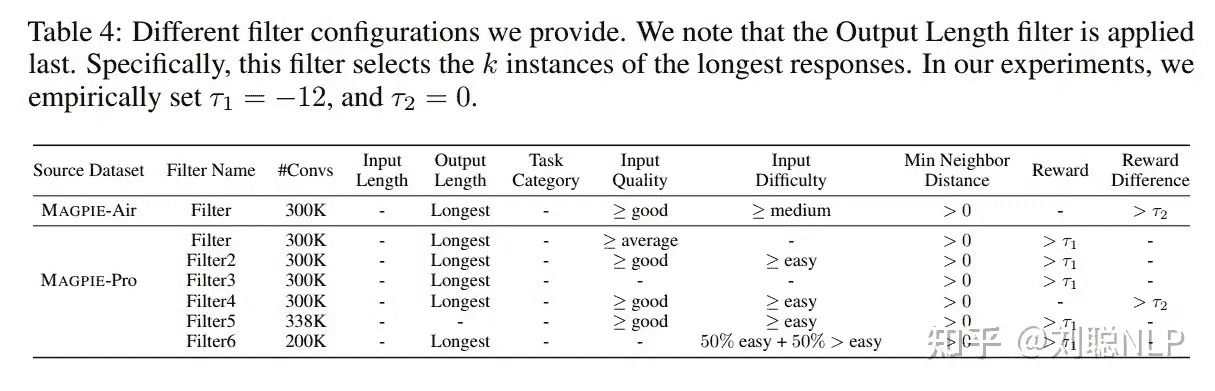 Table 4: Different filter configurations we provide. We note that the Output Length filter is applied
last. Specifically, this filter selects the k instances of the longest responses. In our experiments, we
empirically set τ1 = −12, and τ2 = 0.
Source Dataset Filter Name #Convs Input Length Output Length Task Category Input Quality Input Difficulty Min Neighbor Distance Reward Reward Difference
MAGPIE-Air Filter 300K - Longest - ≥ good ≥ medium > 0 - > τ2
MAGPIE-Pro
Filter 300K - Longest - ≥ average - > 0 > τ1 -
Filter2 300K - Longest - ≥ good ≥ easy > 0 > τ1 -
Filter3 300K - Longest - - - > 0 > τ1 -
Filter4 300K - Longest - ≥ good ≥ easy > 0 - > τ2
Filter5 338K - - - ≥ good ≥ easy > 0 > τ1 -
Filter6 200K - Longest - - 50% easy + 50% > easy > 0 > τ1 -
知乎 @刘聪NLP